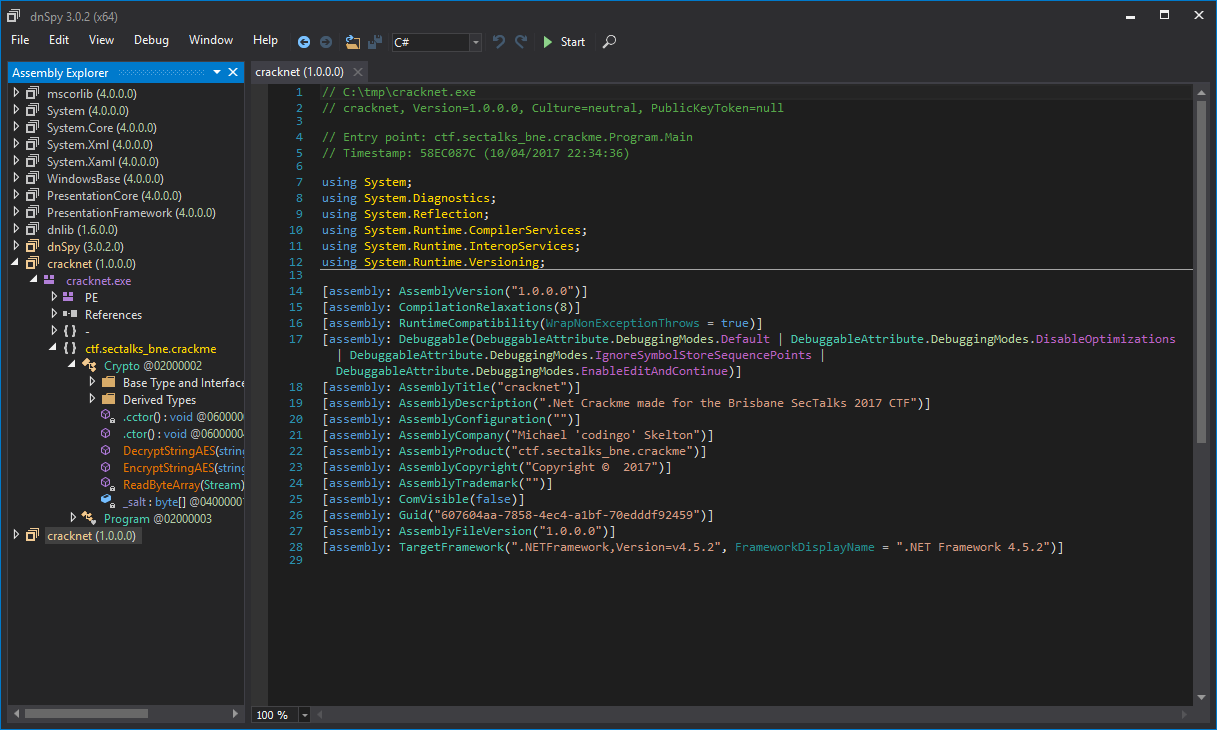 dnSpy 3.0.2 (x64)
File Edit View Debug Window Help C# Start
Assembly Explorer
mscorlib (4.0.0.0)
System (4.0.0.0)
System.Core (4.0.0.0)
System.Xml (4.0.0.0)
System.Xaml (4.0.0.0)
WindowsBase (4.0.0.0)
PresentationCore (4.0.0.0)
PresentationFramework (4.0.0.0)
dnlib (1.6.0.0)
dnSpy (3.0.2.0)
cracknet (1.0.0.0)
cracknet.exe
PE
References
{ } -
{ } ctf.sectalks_bne.crackme
Crypto @02000002
Base Type and Interface
Derived Types
.cctor() : void @060000
.ctor() : void @0600004
DecryptStringAES(string
EncryptStringAES(string
ReadByteArray(Stream)
_salt : byte[] @0400001
Program @02000003
cracknet (1.0.0.0)
cracknet (1.0.0.0)
1 // C:\tmp\cracknet.exe
2 // cracknet, Version=1.0.0.0, Culture=neutral, PublicKeyToken=null
3
4 // Entry point: ctf.sectalks_bne.crackme.Program.Main
5 // Timestamp: 58EC087C (10/04/2017 22:34:36)
6
7 using System;
8 using System.Diagnostics;
9 using System.Reflection;
10 using System.Runtime.CompilerServices;
11 using System.Runtime.InteropServices;
12 using System.Runtime.Versioning;
13
14 [assembly: AssemblyVersion("1.0.0.0")]
15 [assembly: CompilationRelaxations(8)]
16 [assembly: RuntimeCompatibility(WrapNonExceptionThrows = true)]
17 [assembly: Debuggable(DebuggableAttribute.DebuggingModes.Default | DebuggableAttribute.DebuggingModes.DisableOptimizations
| DebuggableAttribute.DebuggingModes.IgnoreSymbolStoreSequencePoints |
DebuggableAttribute.DebuggingModes.EnableEditAndContinue)]
18 [assembly: AssemblyTitle("cracknet")]
19 [assembly: AssemblyDescription(".Net Crackme made for the Brisbane SecTalks 2017 CTF")]
20 [assembly: AssemblyConfiguration("")]
21 [assembly: AssemblyCompany("Michael 'codingo' Skelton")]
22 [assembly: AssemblyProduct("ctf.sectalks_bne.crackme")]
23 [assembly: AssemblyCopyright("Copyright ©  2017")]
24 [assembly: AssemblyTrademark("")]
25 [assembly: ComVisible(false)]
26 [assembly: Guid("607604aa-7858-4ec4-a1bf-70edddf92459")]
27 [assembly: AssemblyFileVersion("1.0.0.0")]
28 [assembly: TargetFramework(".NETFramework,Version=v4.5.2", FrameworkDisplayName = ".NET Framework 4.5.2")]
29
100 %